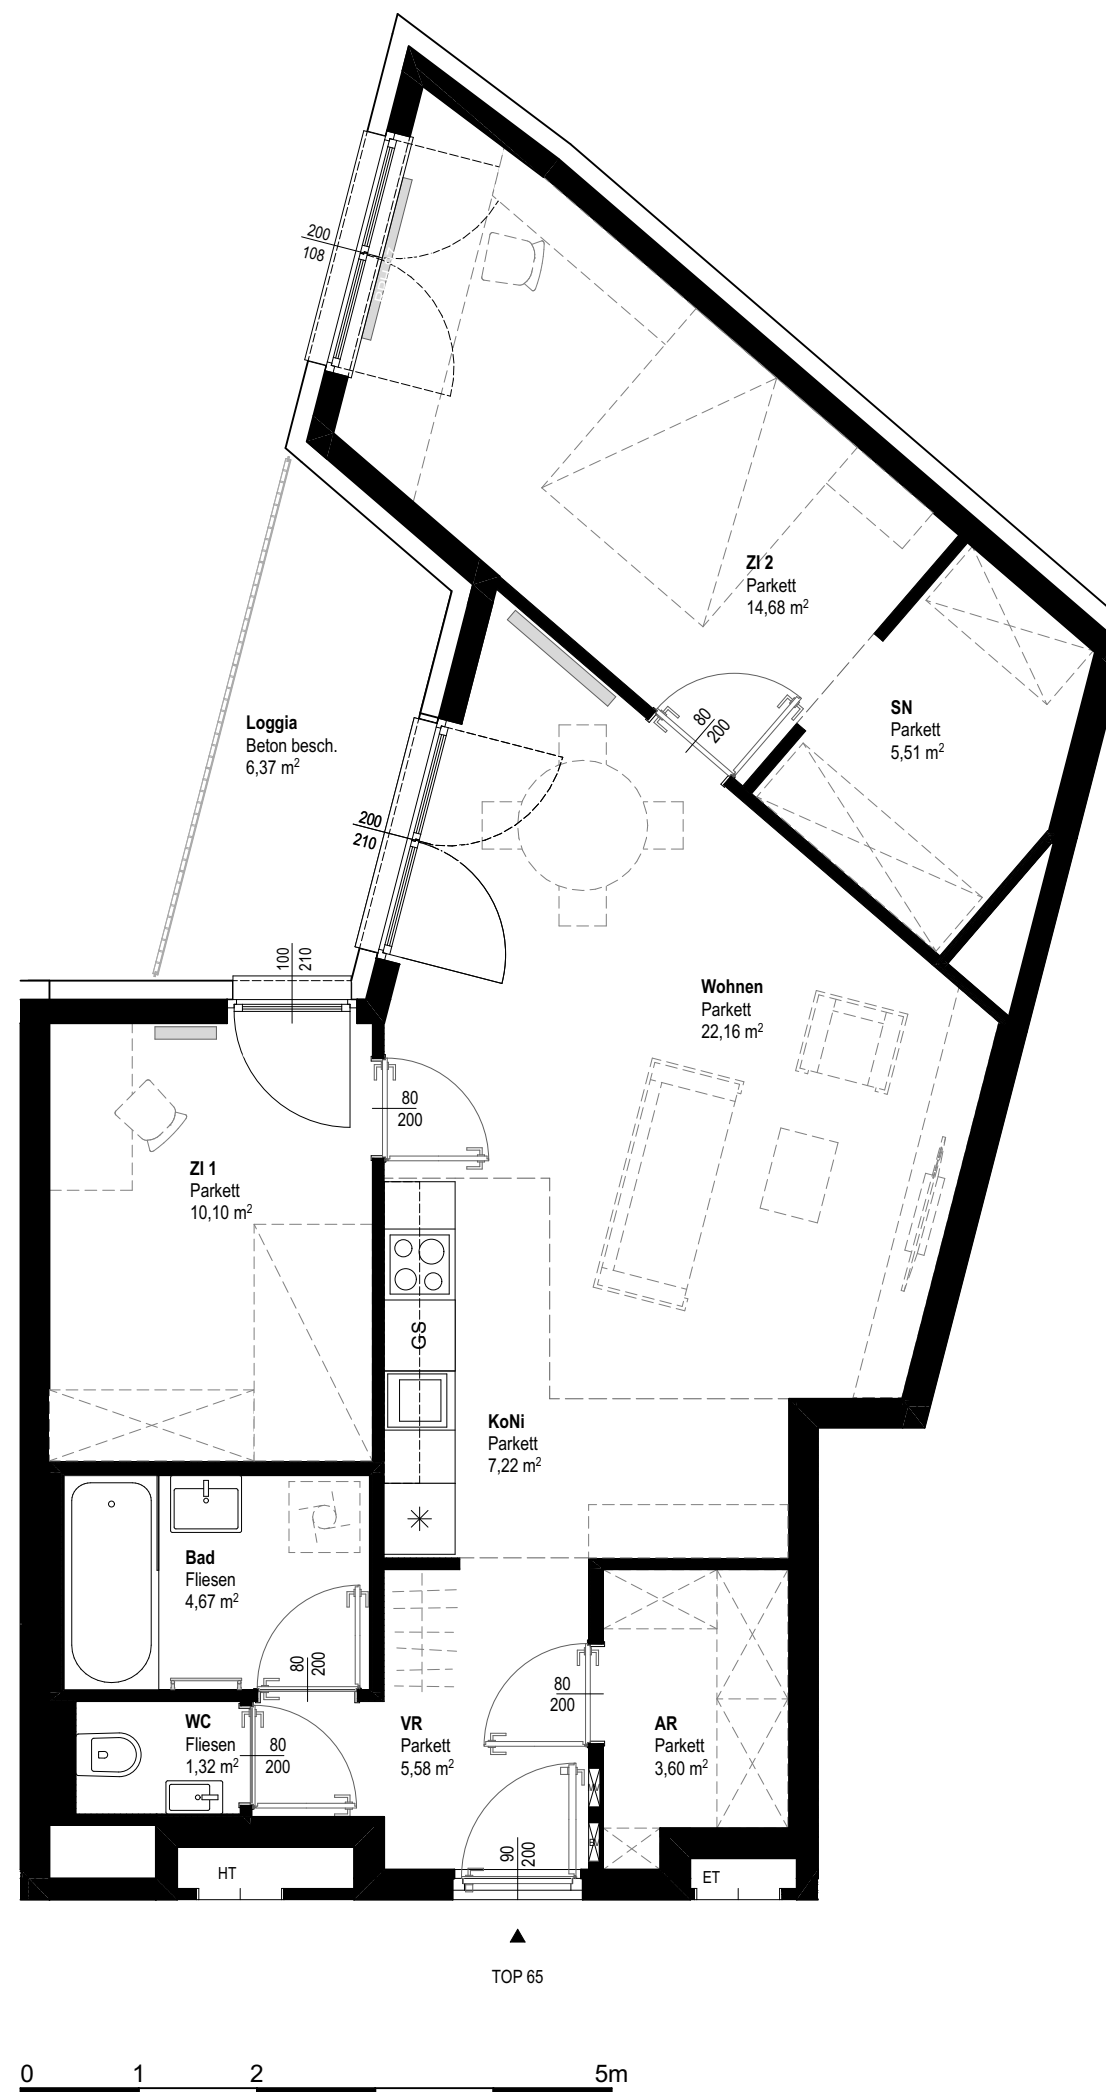 200
108
ZI 2
Parkett
14,68 m²
SN
Parkett
5,51 m²
80
200
Loggia
Beton besch.
6,37 m²
200
210
100
210
Wohnen
Parkett
22,16 m²
80
200
ZI 1
Parkett
10,10 m²
GS
KoNi
Parkett
7,22 m²
Bad
Fliesen
4,67 m²
80
200
80
200
WC
Fliesen
1,32 m²
80
200
VR
Parkett
5,58 m²
AR
Parkett
3,60 m²
90
200
HT
ET
TOP 65
0 1 2 5m